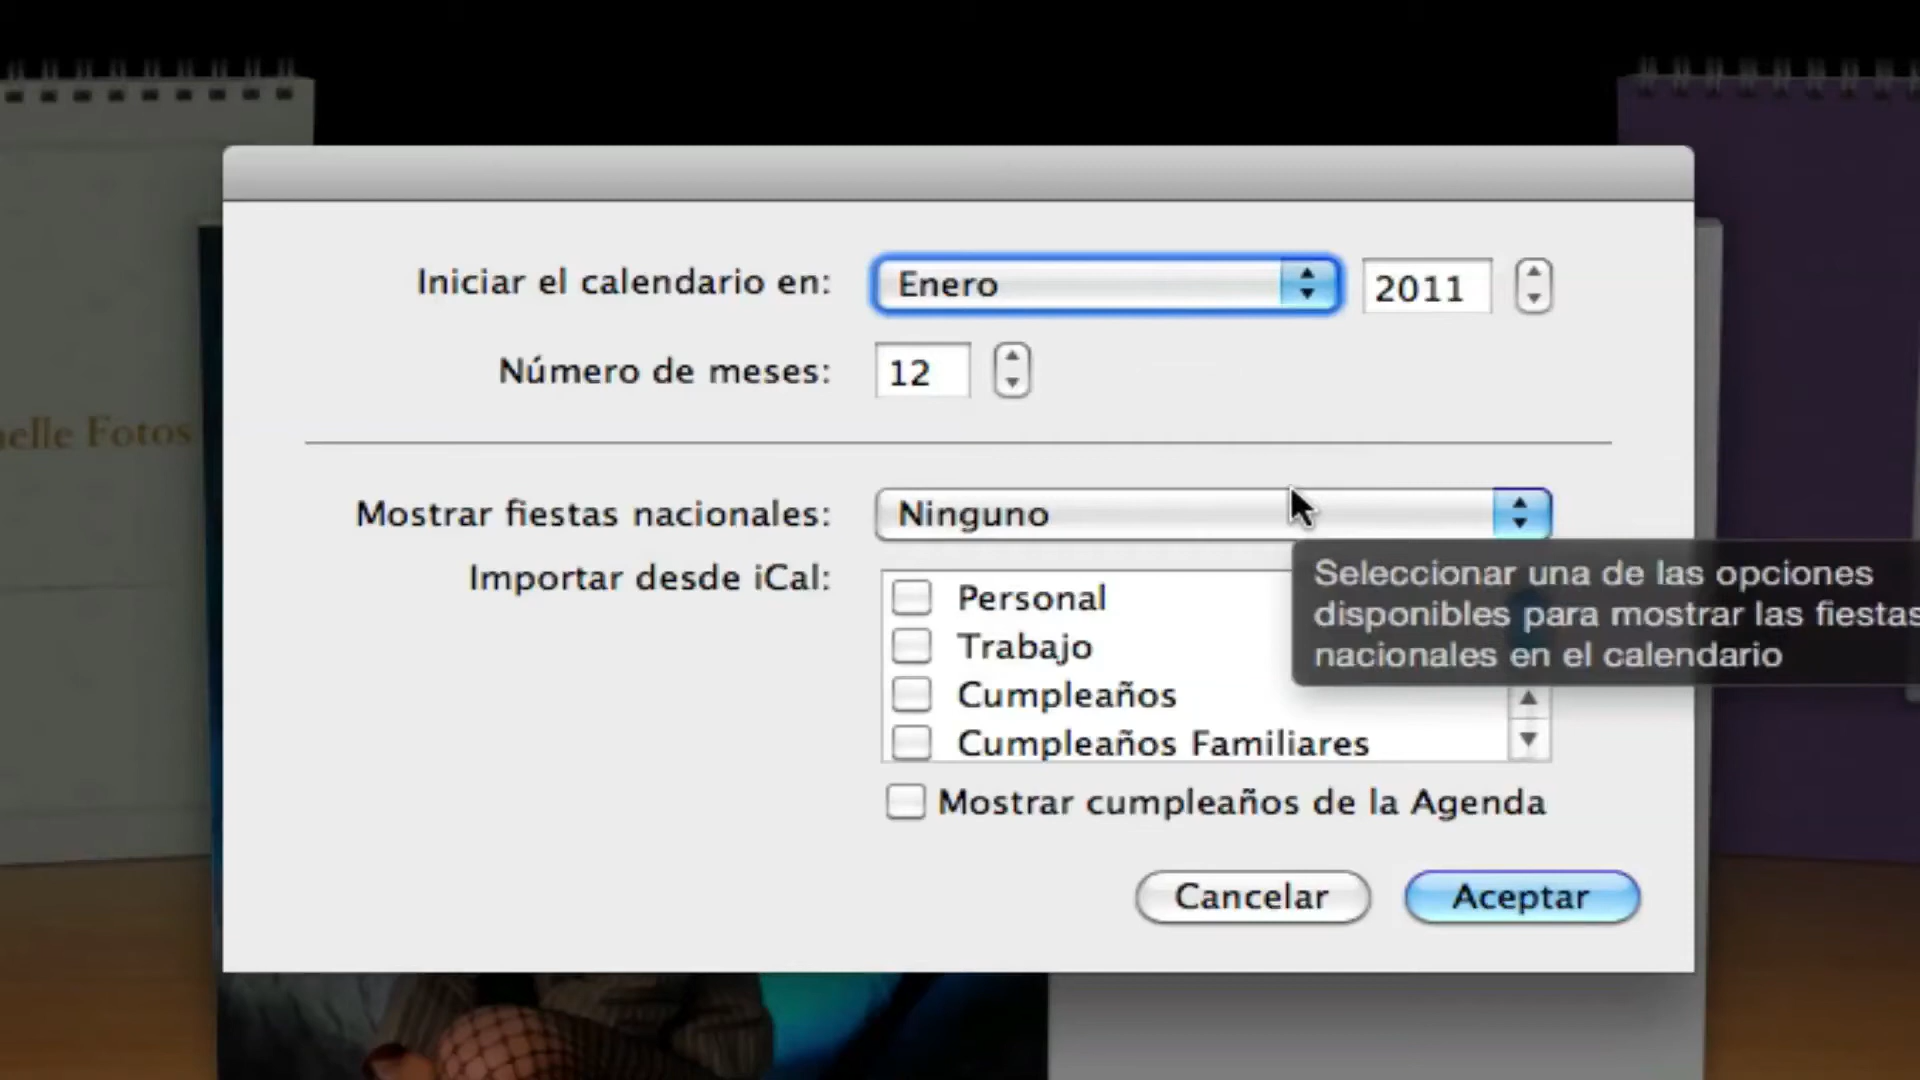 Iniciar el calendario en: Enero 2011
Número de meses: 12
Mostrar fiestas nacionales: Ninguno
Seleccionar una de las opciones
disponibles para mostrar las fiestas
nacionales en el calendario
Importar desde iCal:
Personal
Trabajo
Cumpleaños
Cumpleaños Familiares
Mostrar cumpleaños de la Agenda
Cancelar Aceptar
Fotos